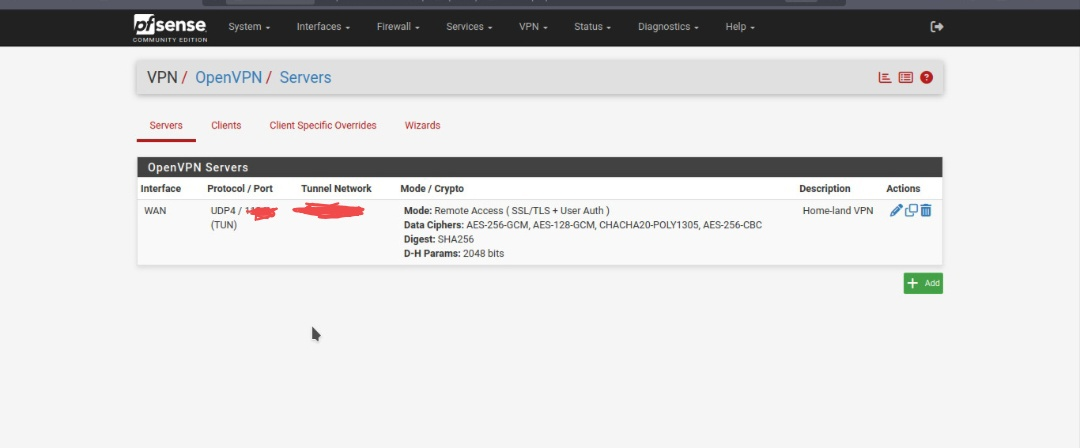 pfsense
COMMUNITY EDITION
System
Interfaces
Firewall
Services
VPN
Status
Diagnostics
Help
VPN / OpenVPN / Servers
Servers
Clients
Client Specific Overrides
Wizards
OpenVPN Servers
Interface Protocol / Port Tunnel Network Mode / Crypto Description Actions
WAN UDP4 / Mode: Remote Access ( SSL/TLS + User Auth ) Home-land VPN
(TUN) Data Ciphers: AES-256-GCM, AES-128-GCM, CHACHA20-POLY1305, AES-256-CBC
Digest: SHA256
D-H Params: 2048 bits
Add